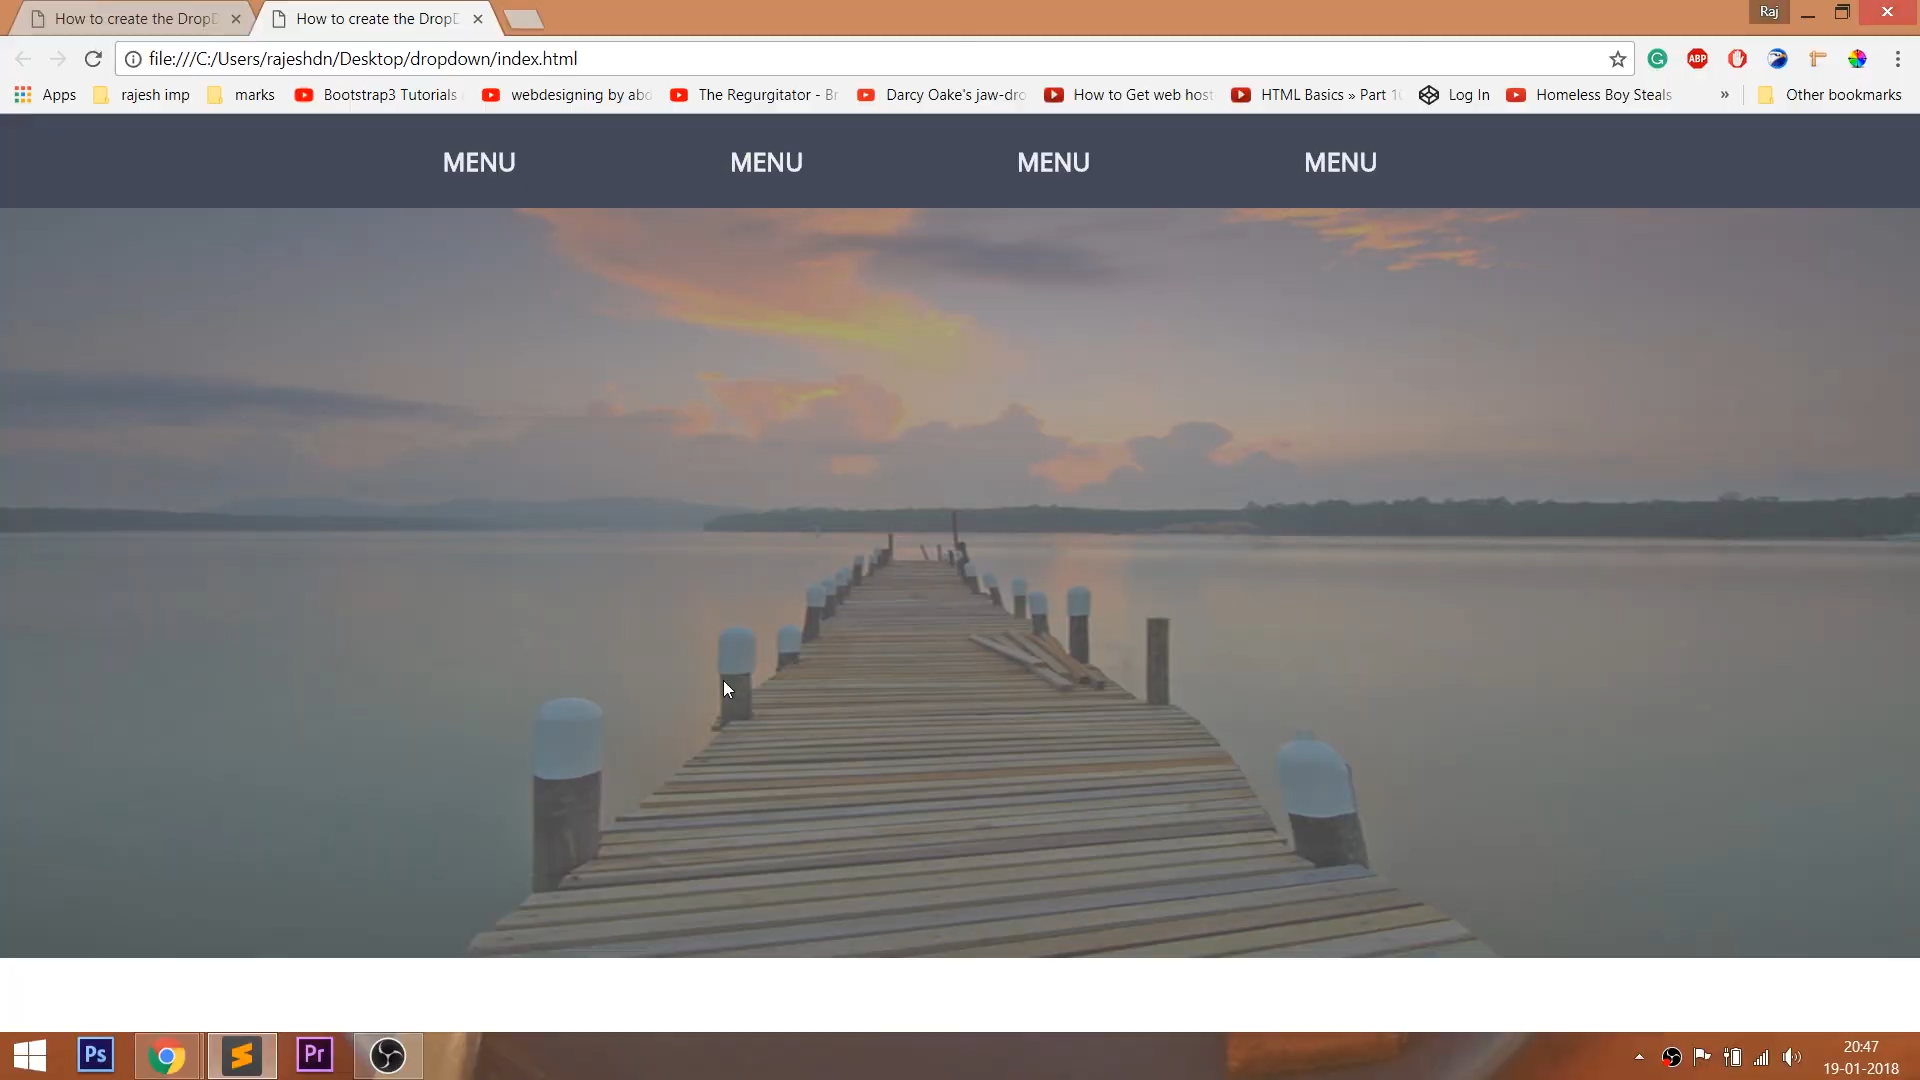 How to create the DropD
How to create the DropD
Raj
file:///C:/Users/rajeshdn/Desktop/dropdown/index.html
G
ABP
Apps
rajesh imp
marks
Bootstrap3 Tutorials
webdesigning by abd
The Regurgitator - Br
Darcy Oake's jaw-dro
How to Get web host
HTML Basics » Part 10
Log In
Homeless Boy Steals
»
Other bookmarks
MENU
MENU
MENU
MENU
Ps
Pr
20:47
19-01-2018